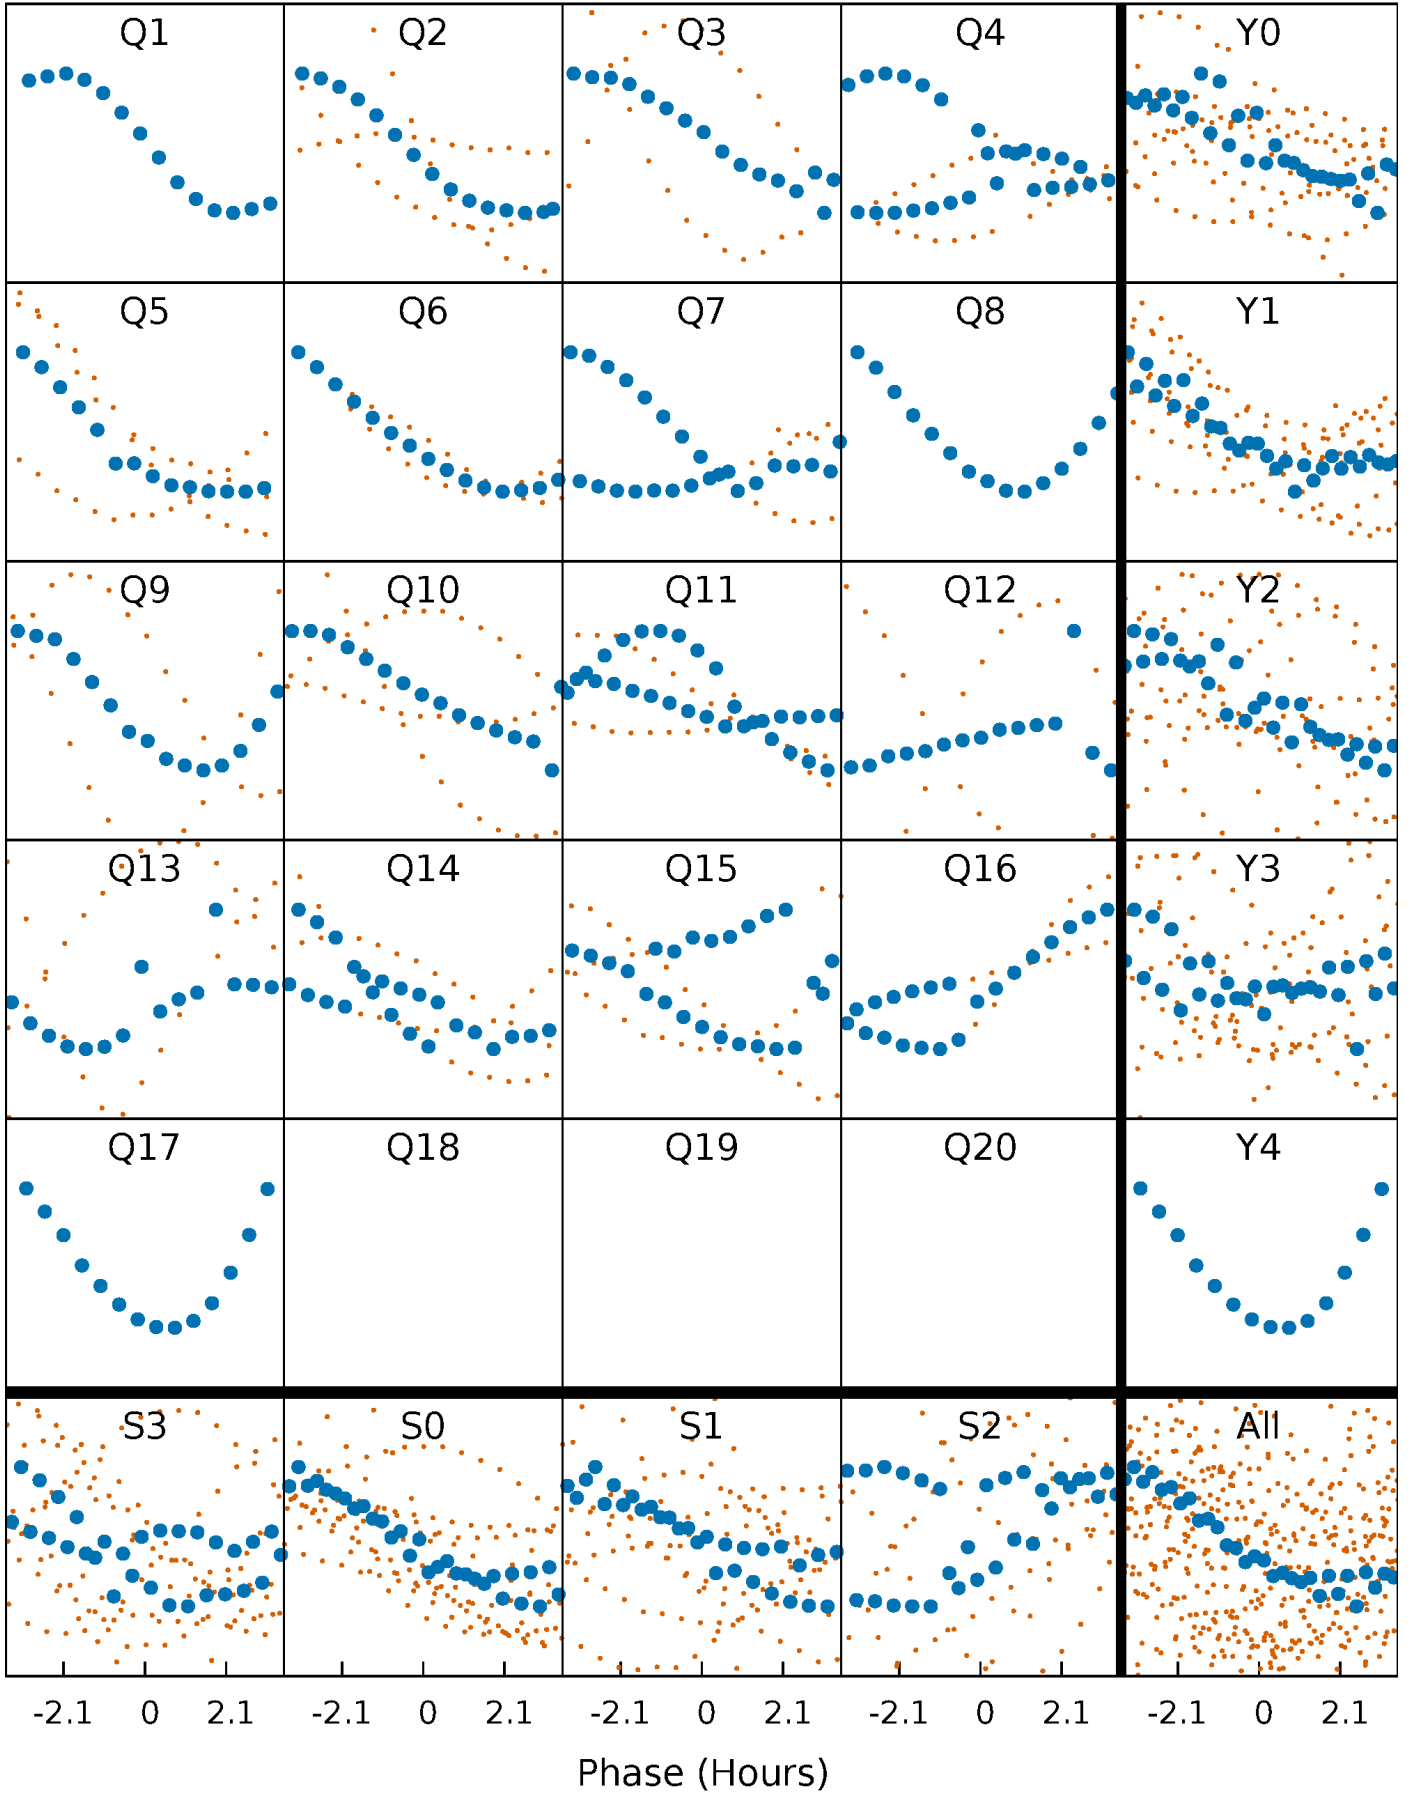 Q1 Q2 Q3 Q4 Y0
Q5 Q6 Q7 Q8 Y1
Q9 Q10 Q11 Q12 Y2
Q13 Q14 Q15 Q16 Y3
Q17 Q18 Q19 Q20 Y4
S3 S0 S1 S2 All
-2.1 0 2.1 -2.1 0 2.1 -2.1 0 2.1 -2.1 0 2.1 -2.1 0 2.1
Phase (Hours)